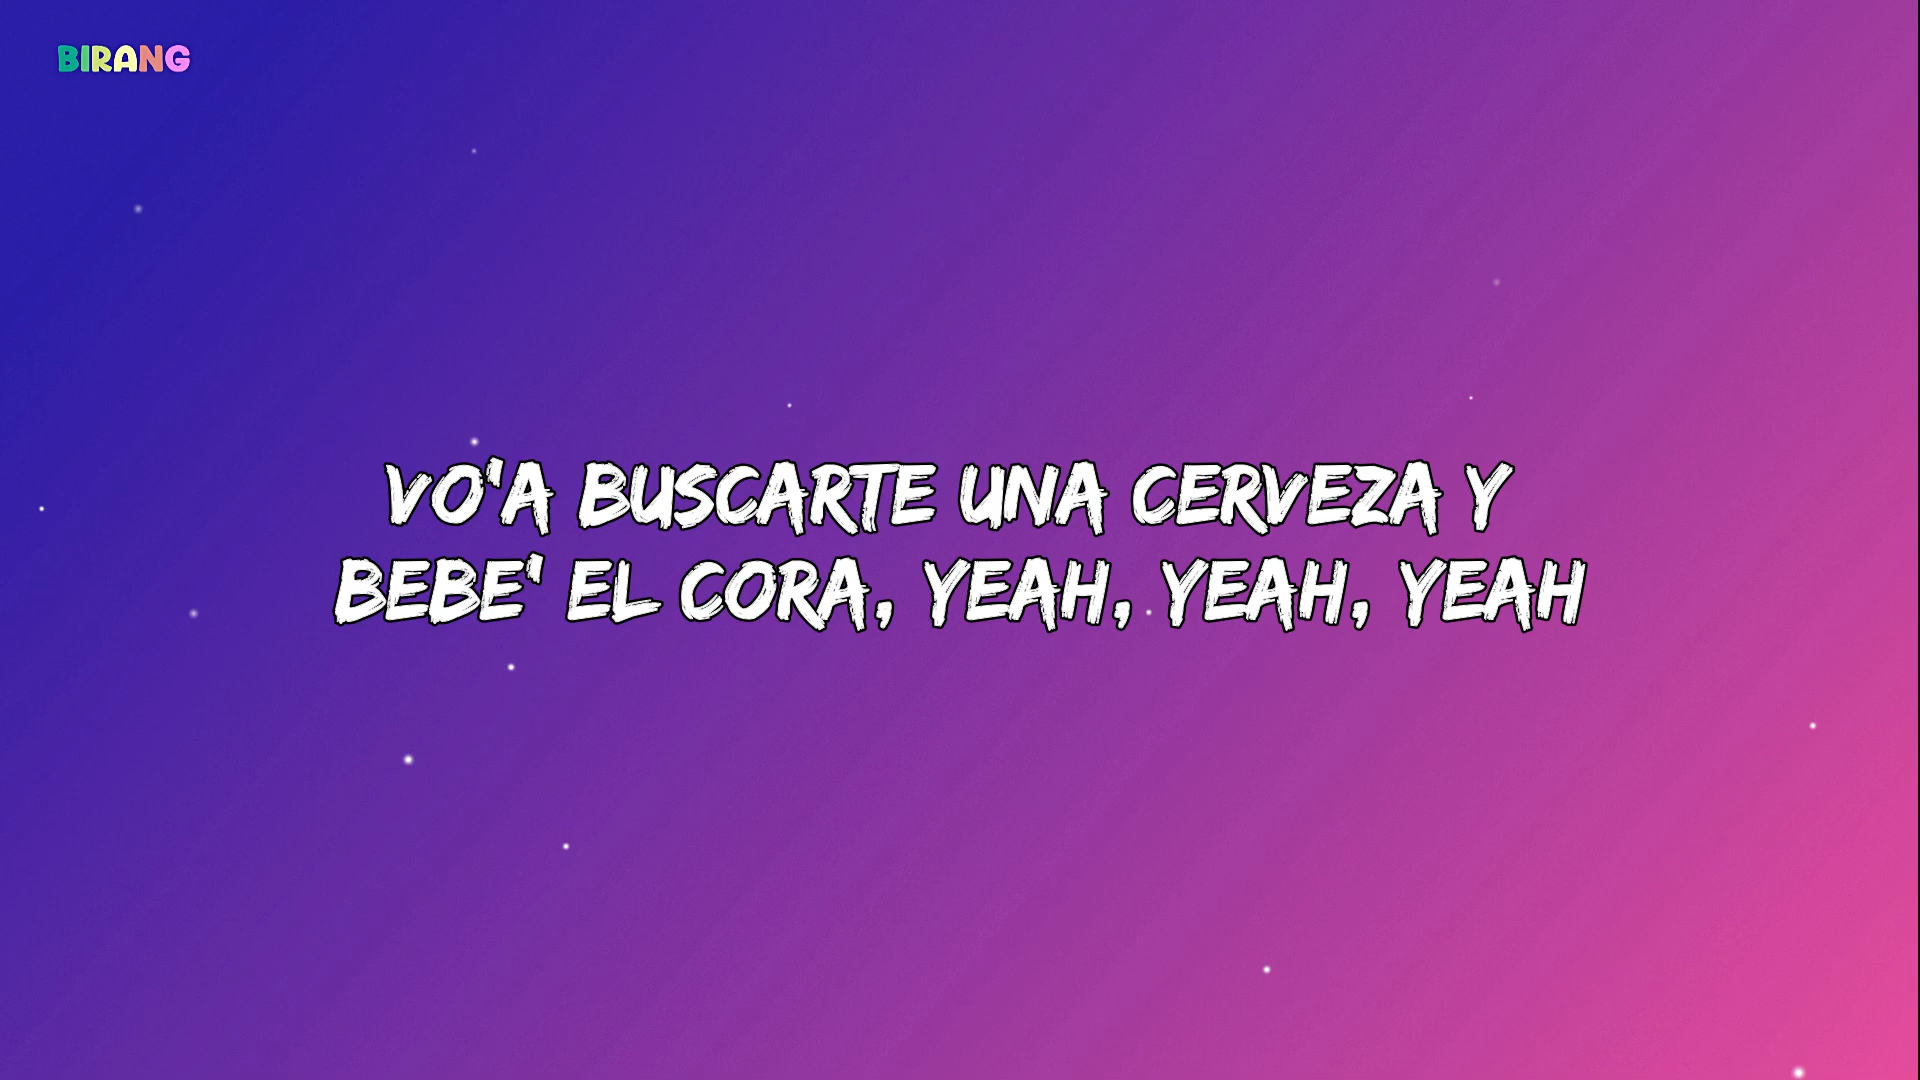 BIRANG
VO'A BUSCARTE UNA CERVEZA Y
BEBE' EL CORA, YEAH, YEAH, YEAH